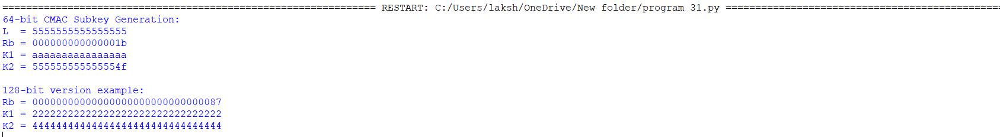 =============================================================== RESTART: C:/Users/laksh/OneDrive/New folder/program 31.py ===============================================
64-bit CMAC Subkey Generation:
L  = 5555555555555555
Rb = 000000000000001b
K1 = aaaaaaaaaaaaaaaa
K2 = 555555555555554f
128-bit version example:
Rb = 00000000000000000000000000000087
K1 = 22222222222222222222222222222222
K2 = 44444444444444444444444444444444